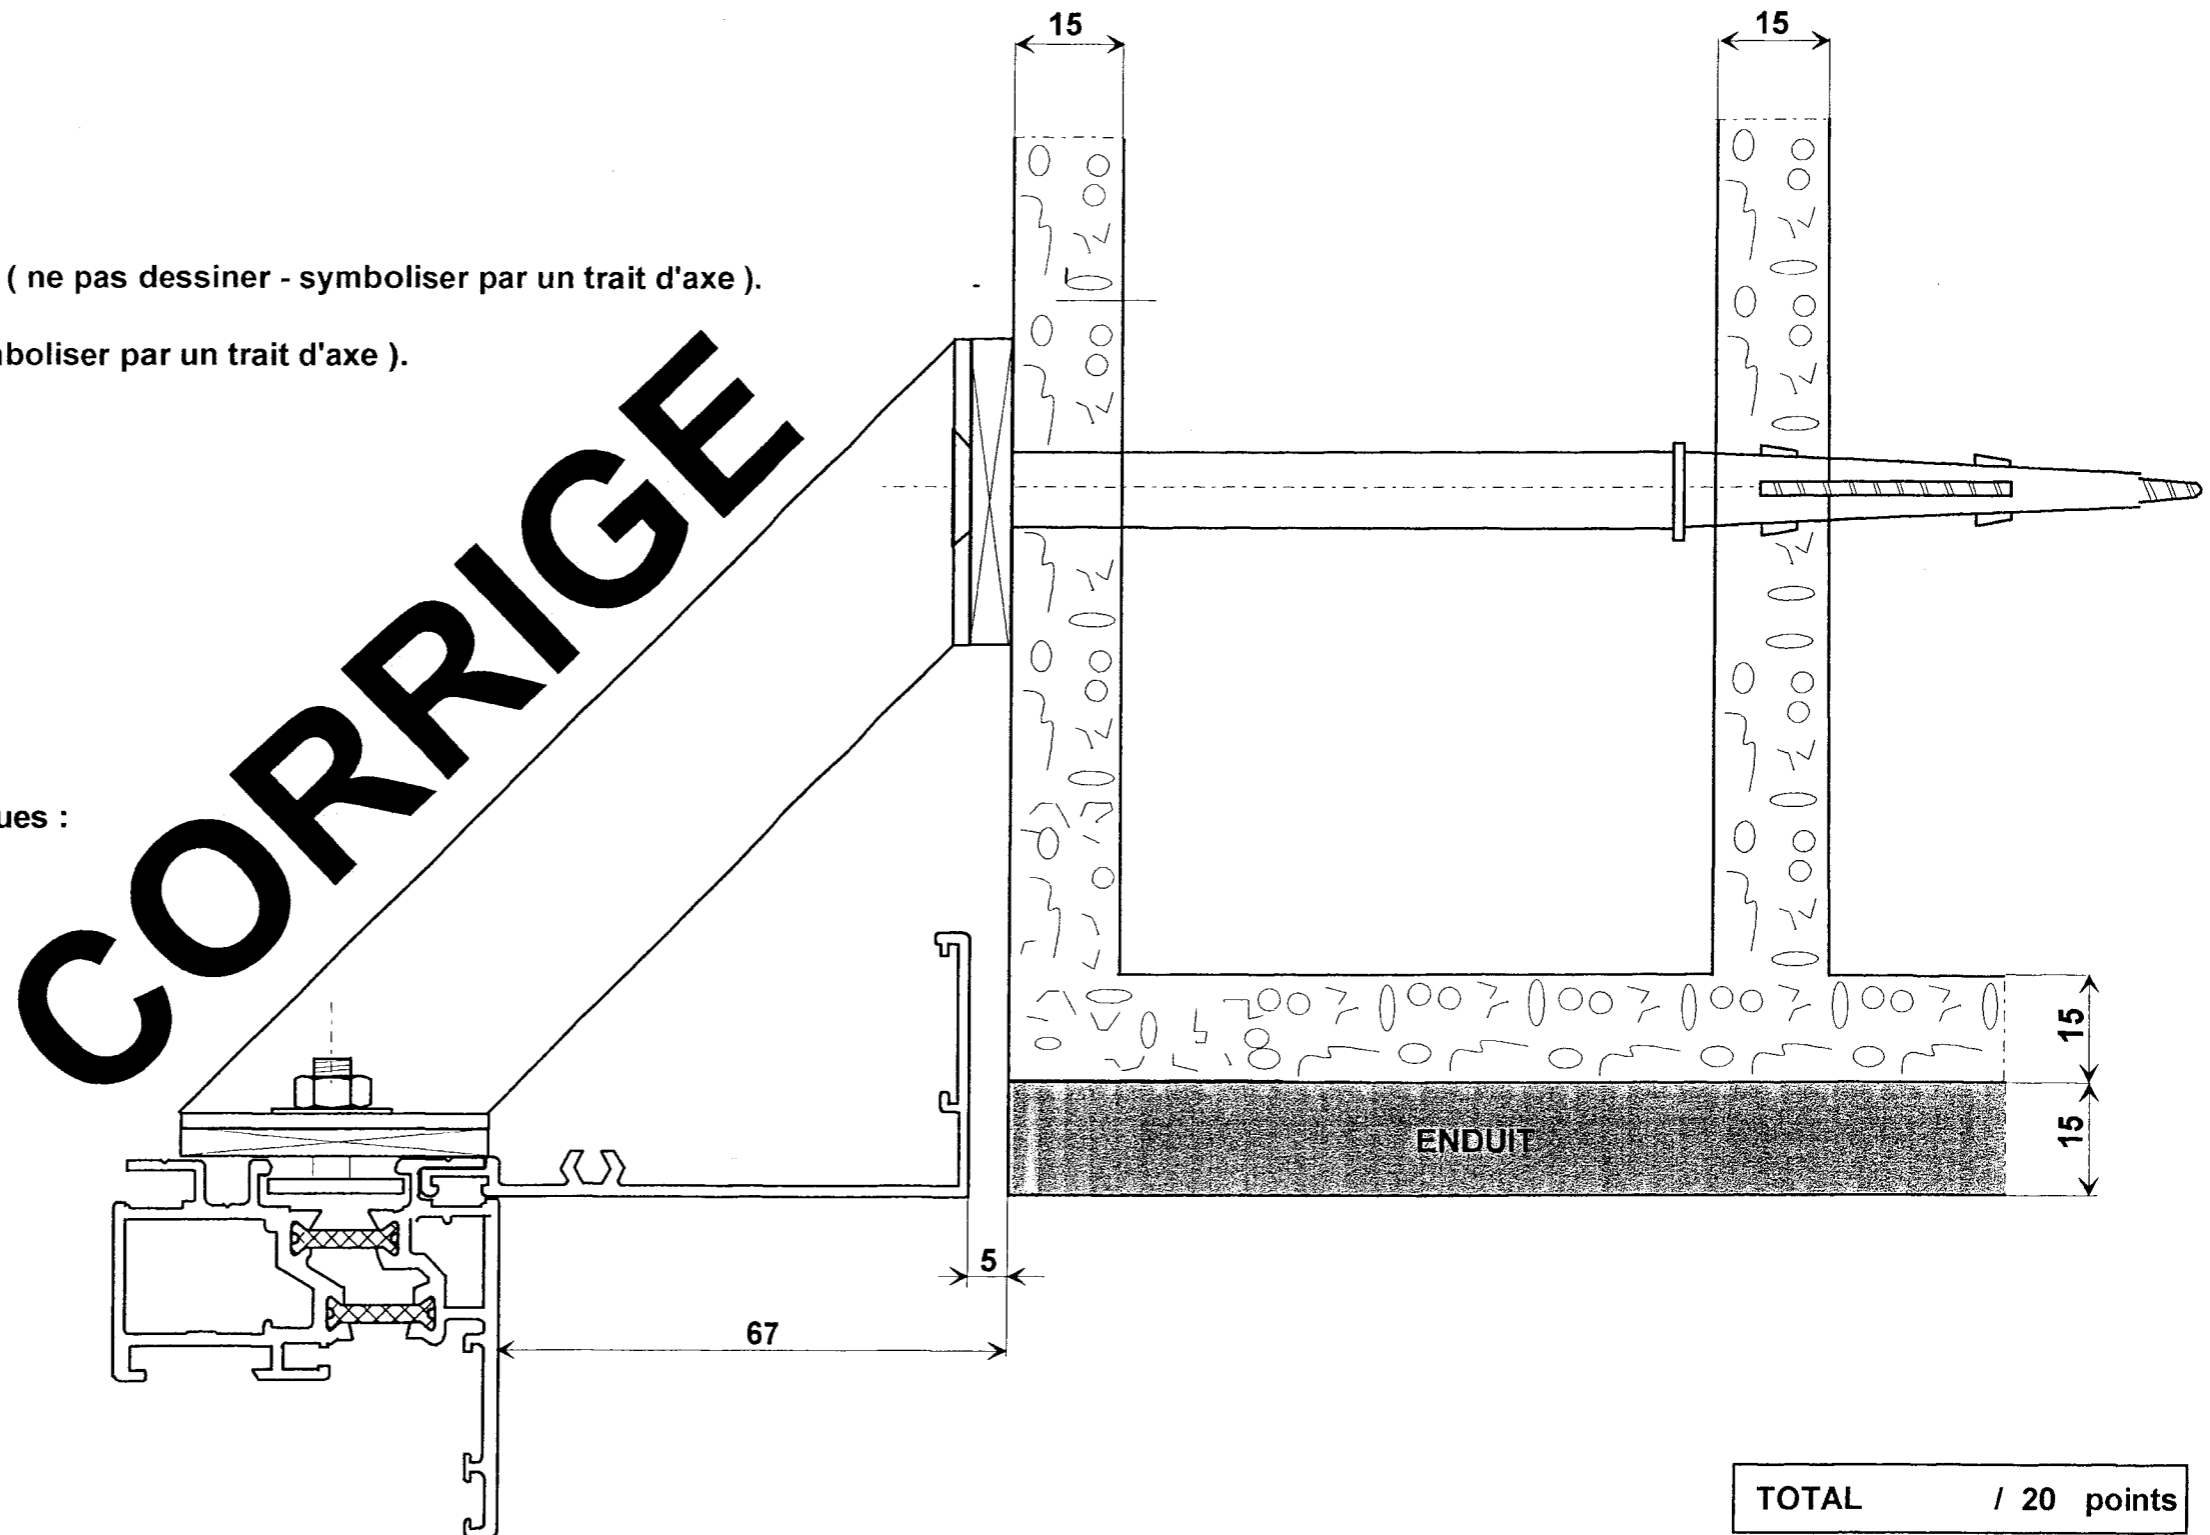 15
15
( ne pas dessiner - symboliser par un trait d'axe ).
boliser par un trait d'axe ).
CORRIGE
ues :
15
ENDUIT
15
5
67
TOTAL / 20 points